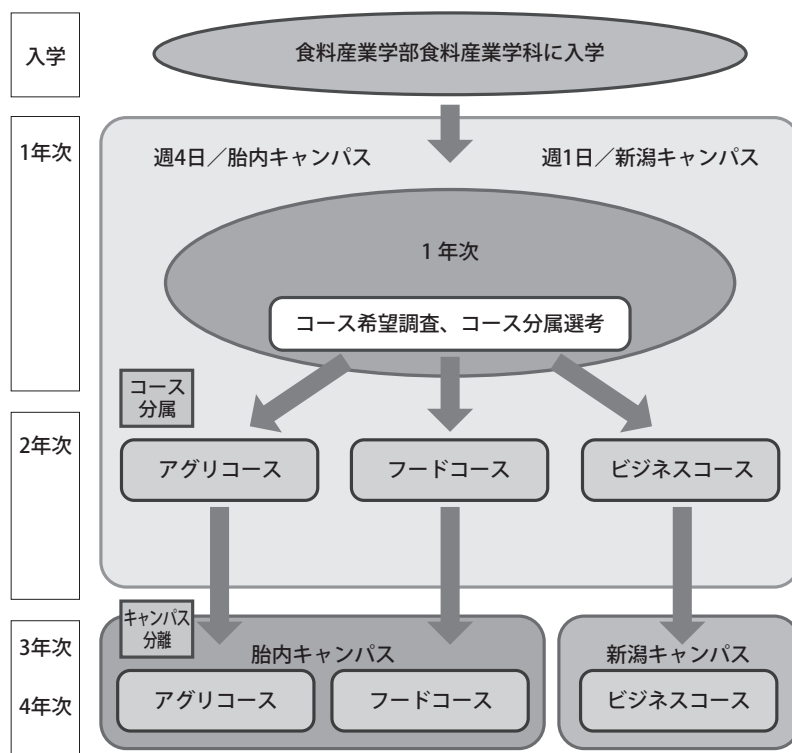 入学
食料産業学部食料産業学科に入学
1年次
週4日／胎内キャンパス
週1日／新潟キャンパス
1年次
コース希望調査、コース分属選考
コース
分属
2年次
アグリコース
フードコース
ビジネスコース
キャンパス
分離
3年次
4年次
胎内キャンパス
新潟キャンパス
アグリコース
フードコース
ビジネスコース